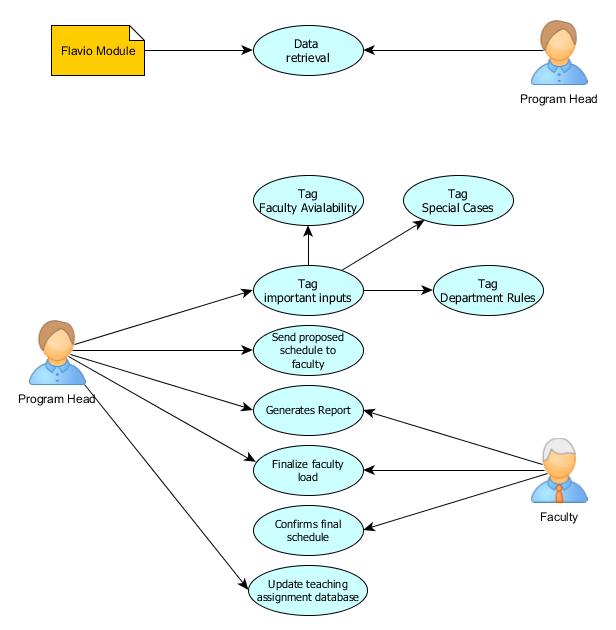 Flavio Module
Data
retrieval
Program Head
Tag
Faculty Avialability
Tag
Special Cases
Tag
important inputs
Tag
Department Rules
Send proposed
schedule to
faculty
Program Head
Generates Report
Finalize faculty
load
Faculty
Confirms final
schedule
Update teaching
assignment database